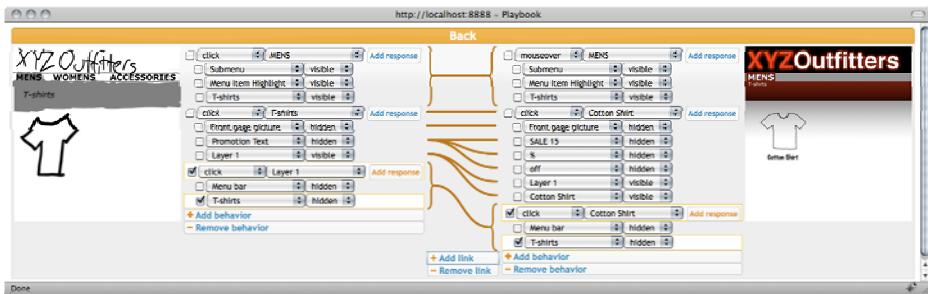 http://localhost:8888 – Playbook
Back
XYZ Outfitters
MENS WOMENS ACCESSORIES
T-shirts
click MENS Add response
Submenu visible
Menu Item Highlight visible
T-shirts visible
click T-shirts Add response
Front page picture hidden
Promotion Text hidden
Layer 1 visible
click Layer 1 Add response
Menu bar hidden
T-shirts hidden
+ Add behavior
− Remove behavior
+ Add link
− Remove link
mouseover MENS Add response
Submenu visible
Menu Item Highlight visible
T-shirts visible
click Cotton Shirt Add response
Front page picture hidden
SALE 15 hidden
% hidden
off hidden
Layer 1 visible
Cotton Shirt visible
click Cotton Shirt Add response
Menu bar hidden
T-shirts hidden
+ Add behavior
− Remove behavior
XYZOutfitters
MENS
T-shirts
Cotton Shirt
Done